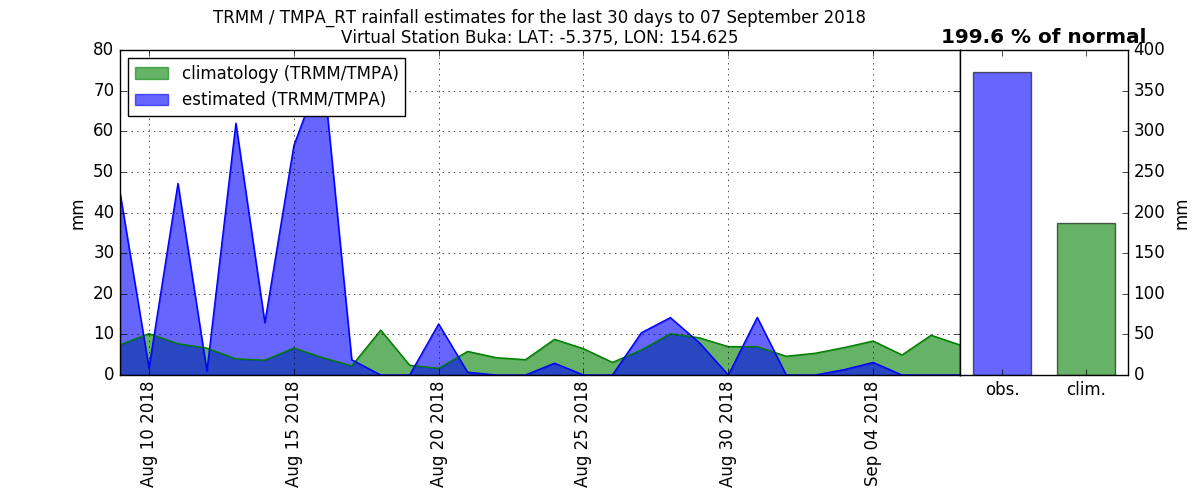 TRMM / TMPA_RT rainfall estimates for the last 30 days to 07 September 2018
Virtual Station Buka: LAT: -5.375, LON: 154.625
199.6 % of normal
climatology (TRMM/TMPA)
estimated (TRMM/TMPA)
80
70
60
50
40
30
20
10
0
mm
Aug 10 2018
Aug 15 2018
Aug 20 2018
Aug 25 2018
Aug 30 2018
Sep 04 2018
400
350
300
250
200
150
100
50
0
mm
obs.
clim.